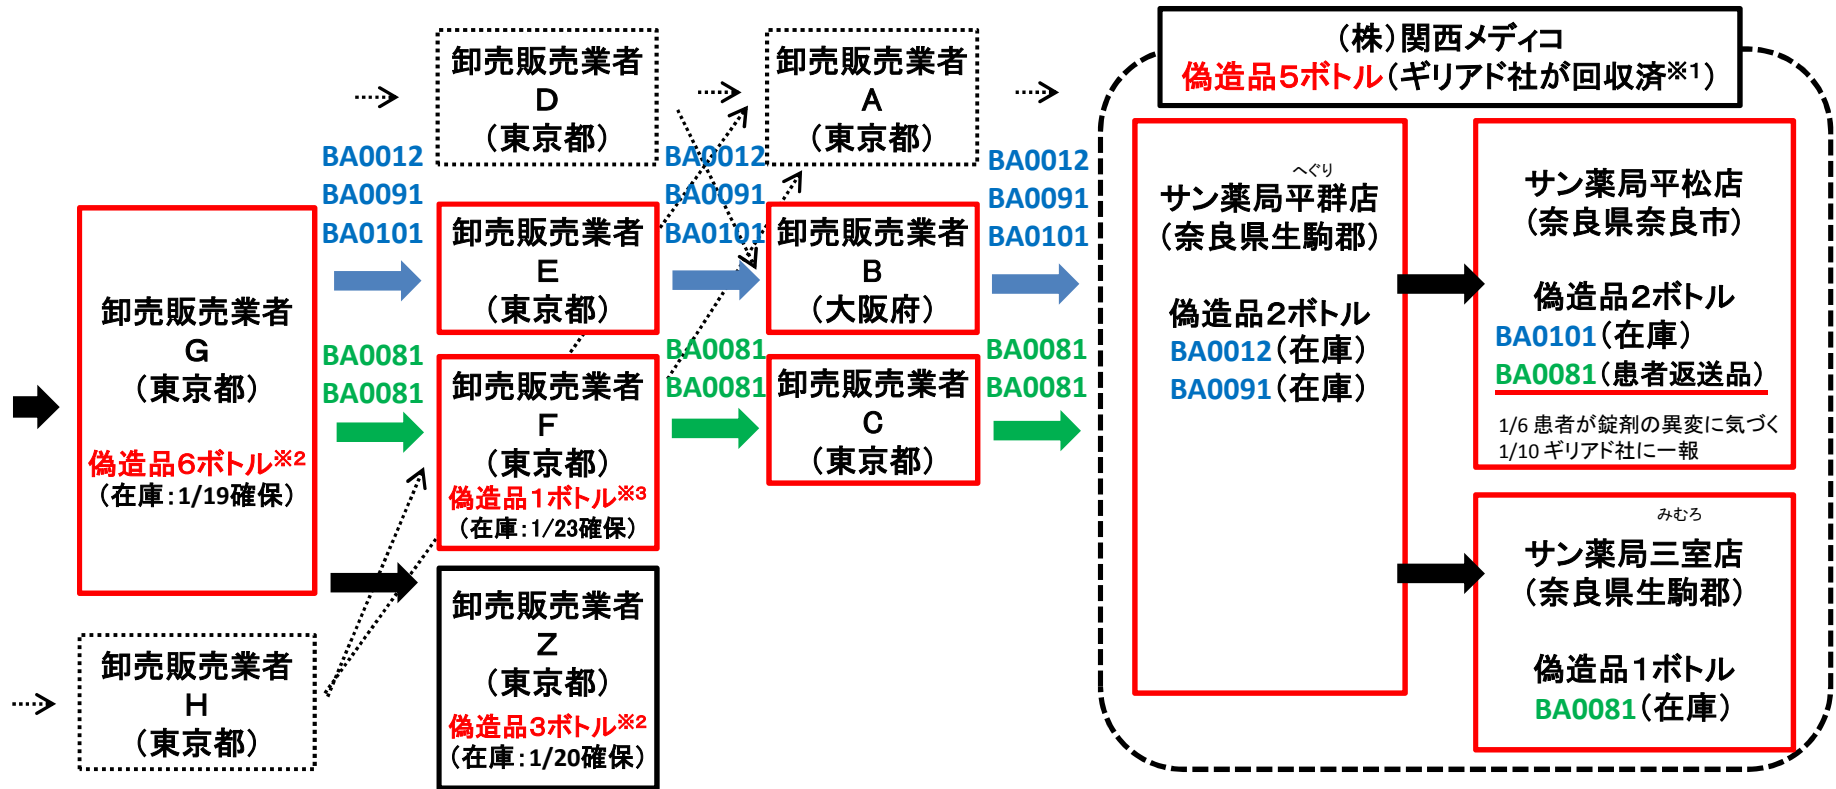 卸売販売業者
G
(東京都)
偽造品6ボトル※2
(在庫:1/19確保)
卸売販売業者
H
(東京都)
BA0012
BA0091
BA0101
BA0081
BA0081
卸売販売業者
D
(東京都)
卸売販売業者
E
(東京都)
卸売販売業者
F
(東京都)
偽造品1ボトル※3
(在庫:1/23確保)
卸売販売業者
Z
(東京都)
偽造品3ボトル※2
(在庫:1/20確保)
BA0012
BA0091
BA0101
BA0081
BA0081
卸売販売業者
A
(東京都)
卸売販売業者
B
(大阪府)
卸売販売業者
C
(東京都)
BA0012
BA0091
BA0101
BA0081
BA0081
(株)関西メディコ
偽造品5ボトル(ギリアド社が回収済※1)
へぐり
サン薬局平群店
(奈良県生駒郡)
偽造品2ボトル
BA0012(在庫)
BA0091(在庫)
サン薬局平松店
(奈良県奈良市)
偽造品2ボトル
BA0101(在庫)
BA0081(患者返送品)
1/6 患者が錠剤の異変に気づく
1/10 ギリアド社に一報
みむろ
サン薬局三室店
(奈良県生駒郡)
偽造品1ボトル
BA0081(在庫)